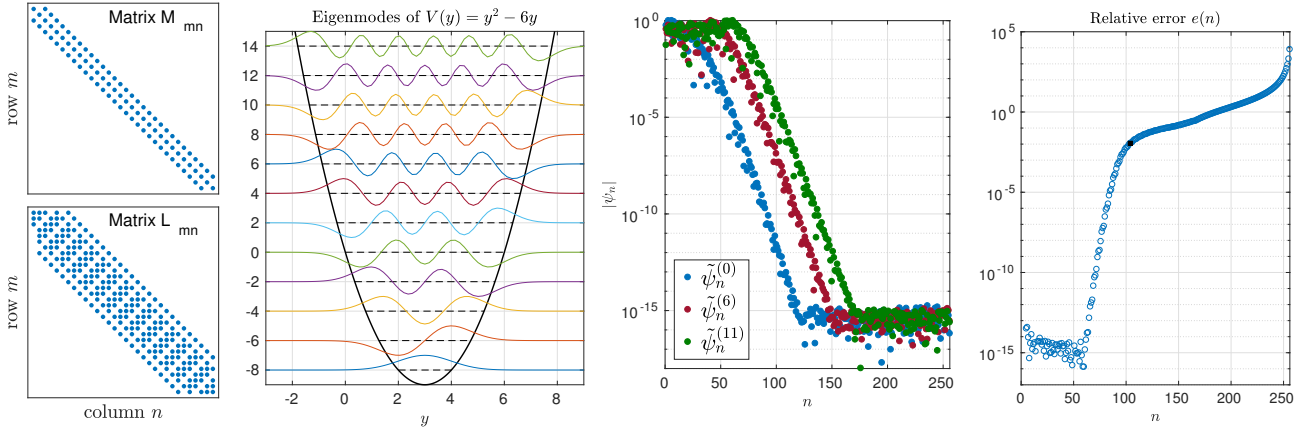 Matrix M mn
row m
Matrix L mn
row m
column n
Eigenmodes of V(y) = y² − 6y
14
12
10
8
6
4
2
0
-2
-4
-6
-8
-2 0 2 4 6 8
y
10⁰
10⁻⁵
10⁻¹⁰
10⁻¹⁵
|ψₙ|
ψ̃ₙ⁽⁰⁾
ψ̃ₙ⁽⁶⁾
ψ̃ₙ⁽¹¹⁾
0 50 100 150 200 250
n
Relative error e(n)
10⁵
10⁰
10⁻⁵
10⁻¹⁰
10⁻¹⁵
0 50 100 150 200 250
n